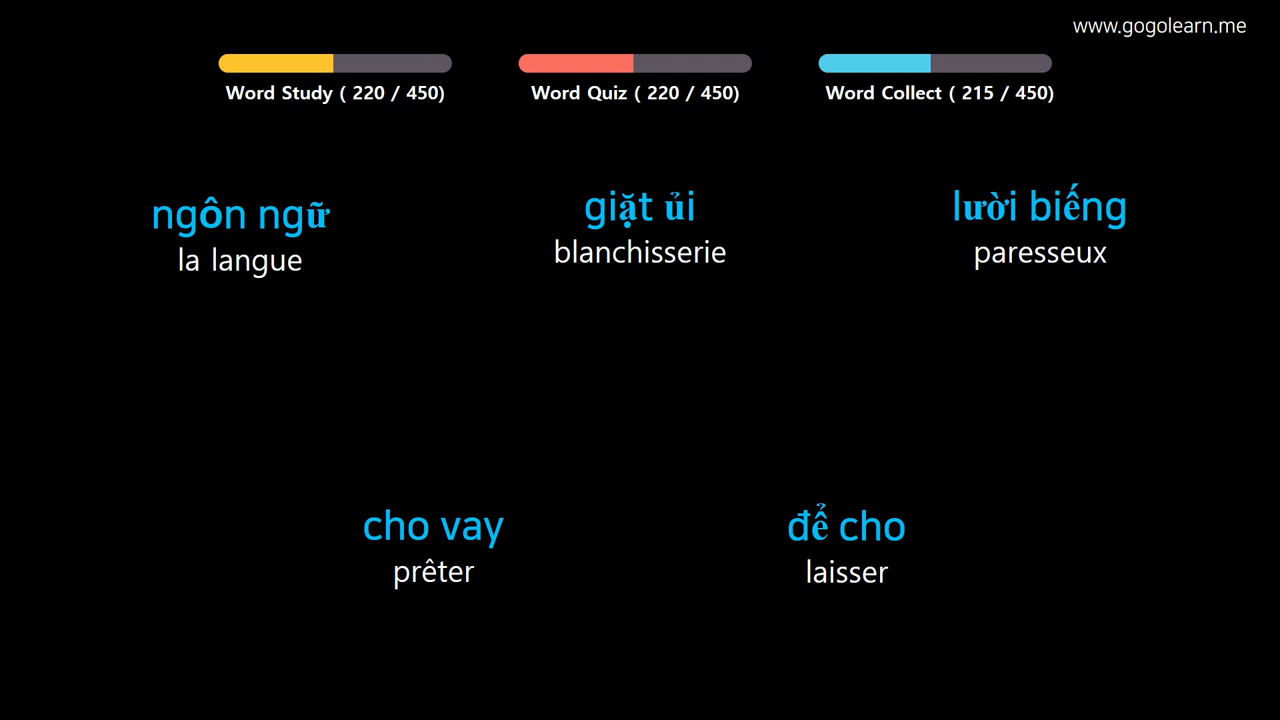 www.gogolearn.me
Word Study ( 220 / 450)
Word Quiz ( 220 / 450)
Word Collect ( 215 / 450)
ngôn ngữ
la langue
giặt ủi
blanchisserie
lười biếng
paresseux
cho vay
prêter
để cho
laisser